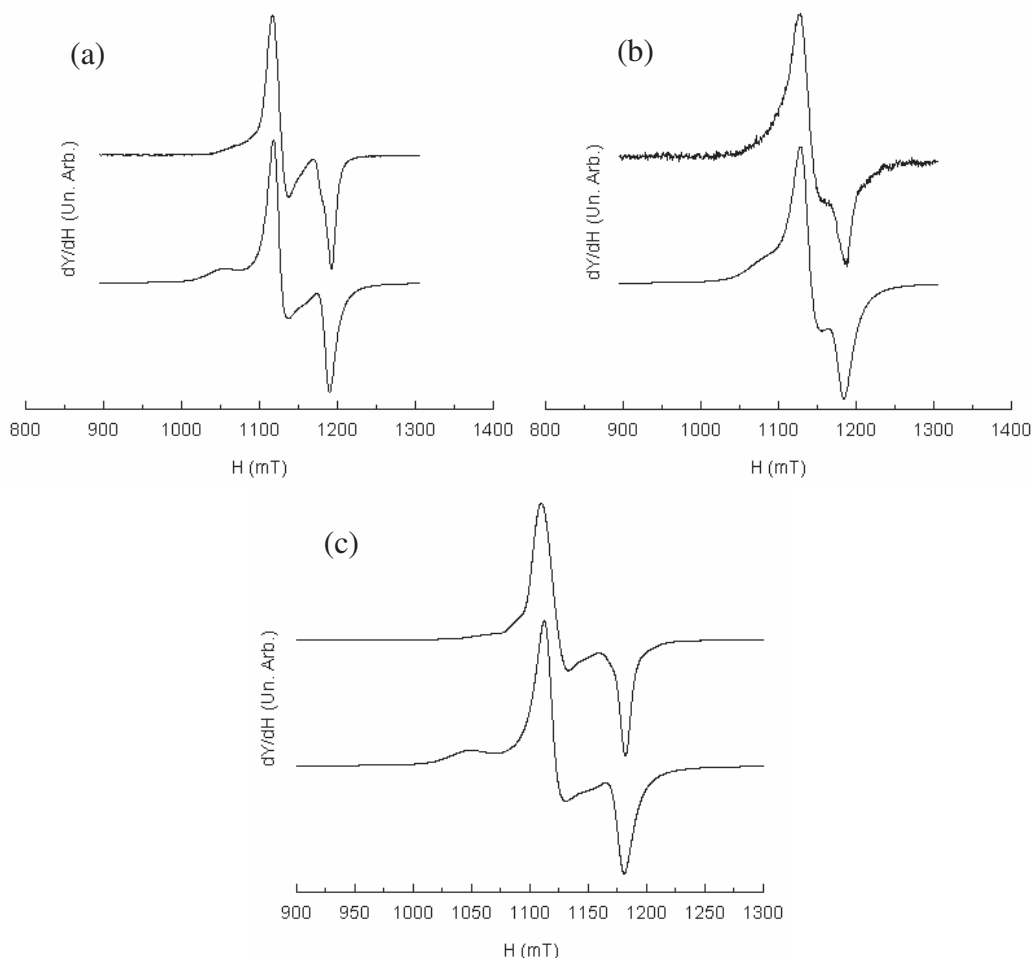 (a)
dY/dH (Un. Arb.)
800 900 1000 1100 1200 1300 1400
H (mT)
(b)
dY/dH (Un. Arb.)
800 900 1000 1100 1200 1300 1400
H (mT)
(c)
dY/dH (Un. Arb.)
900 950 1000 1050 1100 1150 1200 1250 1300
H (mT)